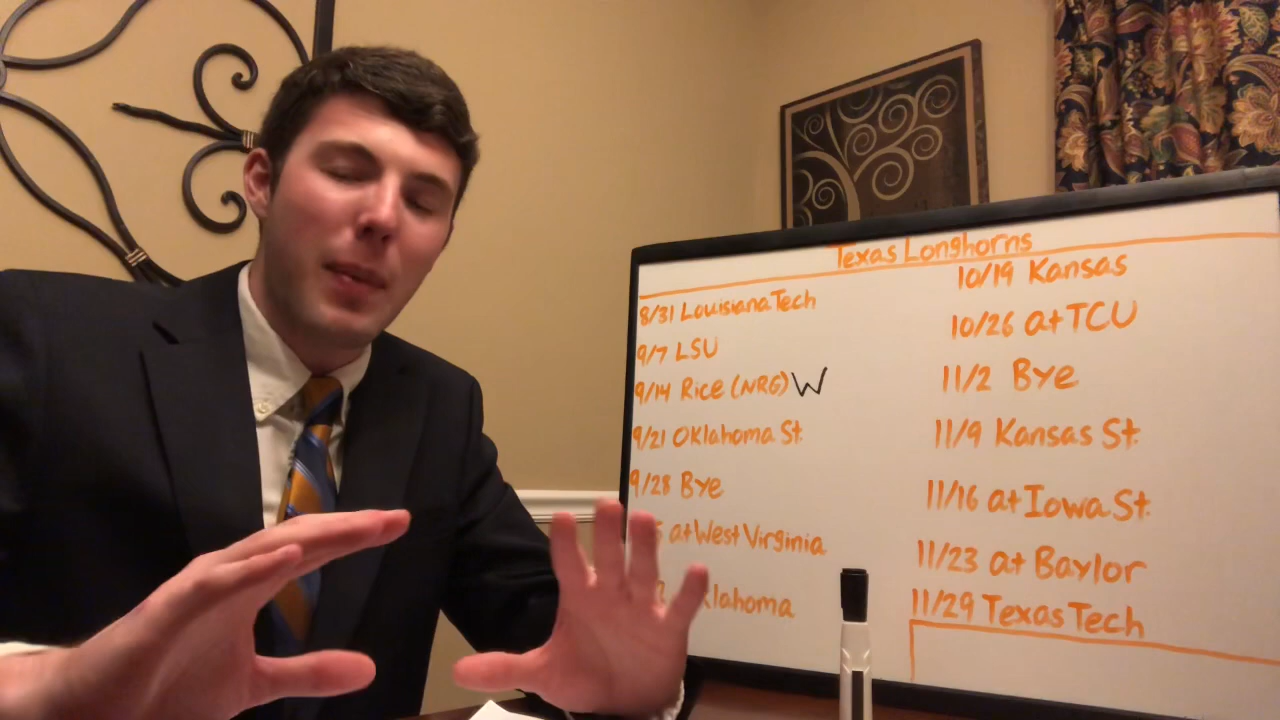 Texas Longhorns
8/31 Louisiana Tech
9/7 LSU
9/14 Rice (NRG) W
9/21 Oklahoma St.
9/28 Bye
at West Virginia
10/19 Kansas
10/26 at TCU
11/2 Bye
11/9 Kansas St.
11/16 at Iowa St.
11/23 at Baylor
11/29 Texas Tech